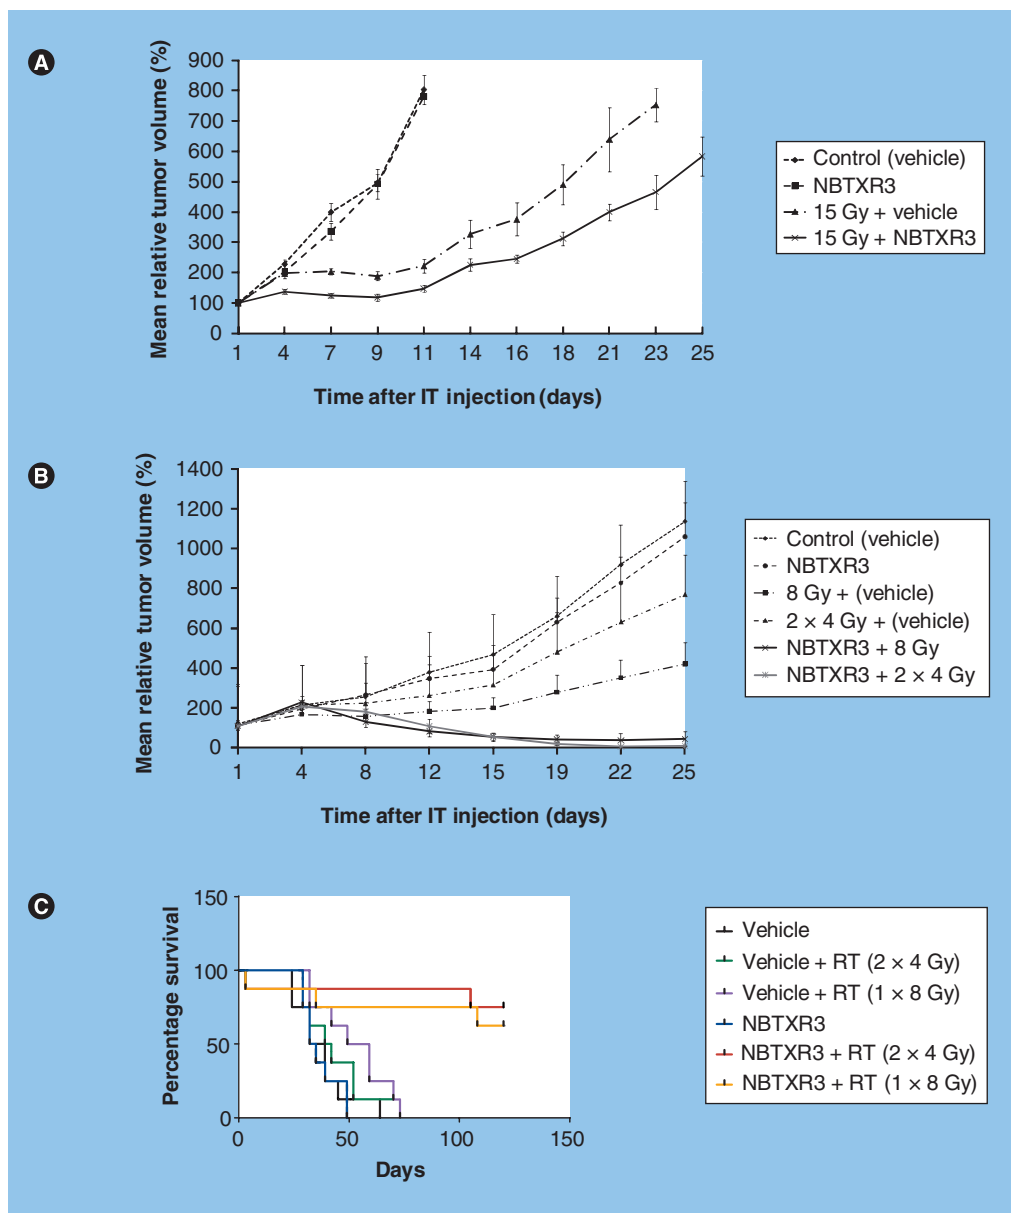 A
Mean relative tumor volume (%)
900
800
700
600
500
400
300
200
100
0
1 4 7 9 11 14 16 18 21 23 25
Time after IT injection (days)
Control (vehicle)
NBTXR3
15 Gy + vehicle
15 Gy + NBTXR3
B
Mean relative tumor volume (%)
1400
1200
1000
800
600
400
200
0
1 4 8 12 15 19 22 25
Time after IT injection (days)
Control (vehicle)
NBTXR3
8 Gy + (vehicle)
2 × 4 Gy + (vehicle)
NBTXR3 + 8 Gy
NBTXR3 + 2 × 4 Gy
C
Percentage survival
150
100
50
0
0 50 100 150
Days
Vehicle
Vehicle + RT (2 × 4 Gy)
Vehicle + RT (1 × 8 Gy)
NBTXR3
NBTXR3 + RT (2 × 4 Gy)
NBTXR3 + RT (1 × 8 Gy)